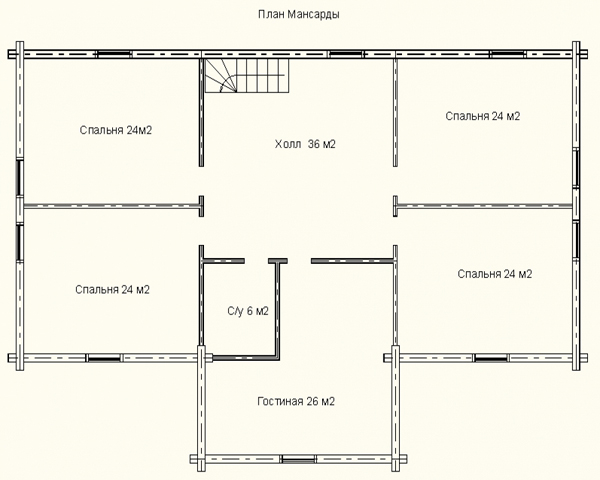 План Мансарды
Спальня 24м2
Холл 36 м2
Спальня 24 м2
Спальня 24 м2
С/у 6 м2
Спальня 24 м2
Гостиная 26 м2